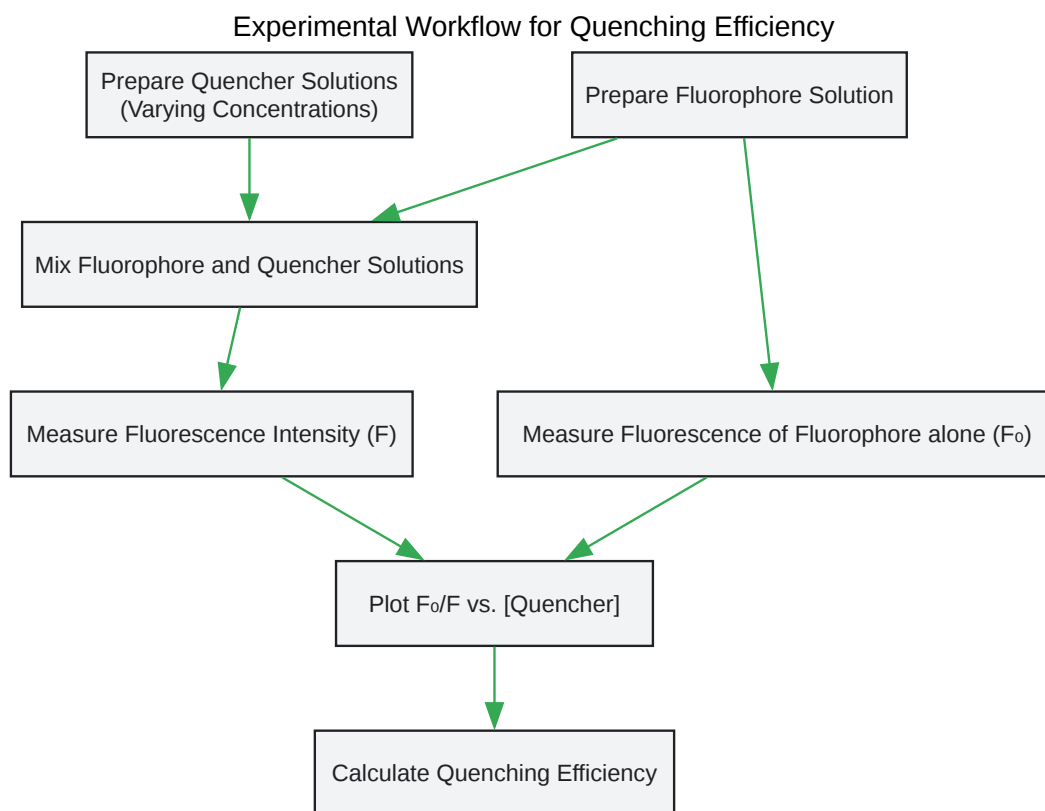 Experimental Workflow for Quenching Efficiency
Prepare Quencher Solutions
(Varying Concentrations)
Prepare Fluorophore Solution
Mix Fluorophore and Quencher Solutions
Measure Fluorescence Intensity (F)
Measure Fluorescence of Fluorophore alone (F₀)
Plot F₀/F vs. [Quencher]
Calculate Quenching Efficiency